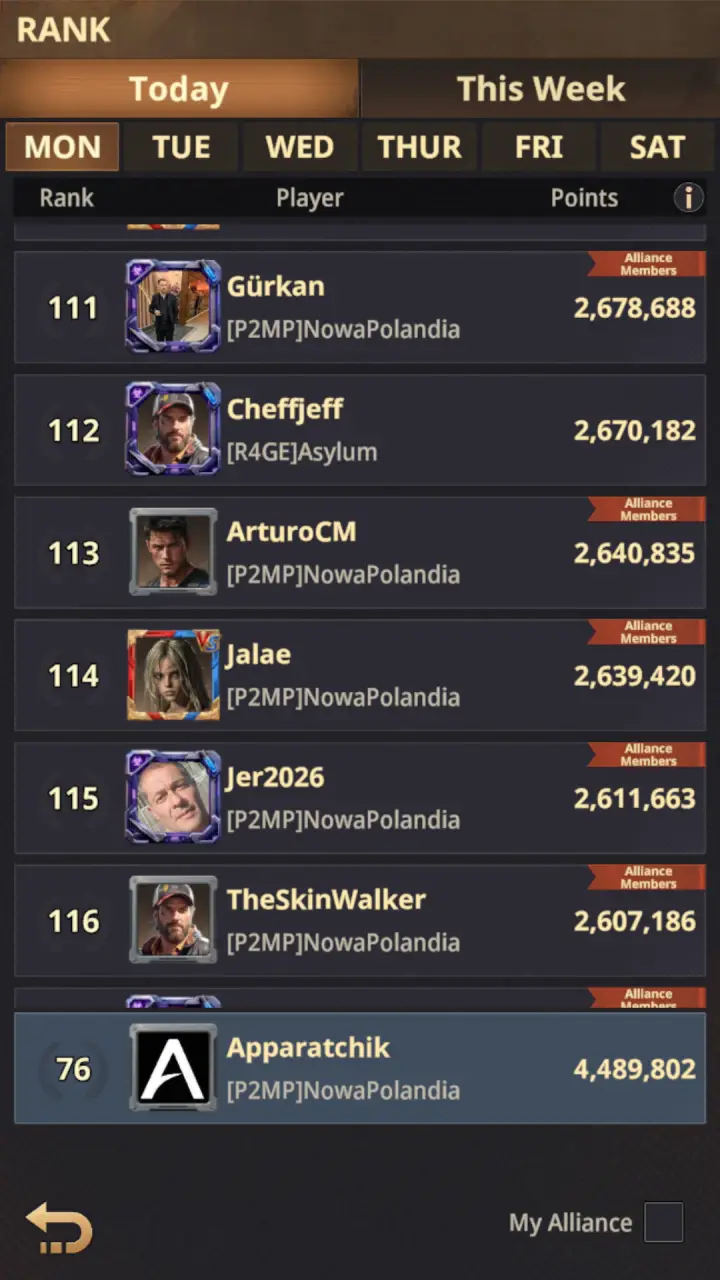 RANK
Today
This Week
MON TUE WED THUR FRI SAT
Rank Player Points i
Alliance
Members
111
Gürkan
[P2MP]NowaPolandia
2,678,688
112
Cheffjeff
[R4GE]Asylum
2,670,182
Alliance
Members
113
ArturoCM
[P2MP]NowaPolandia
2,640,835
Alliance
Members
114
VS
Jalae
[P2MP]NowaPolandia
2,639,420
Alliance
Members
115
Jer2026
[P2MP]NowaPolandia
2,611,663
Alliance
Members
116
TheSkinWalker
[P2MP]NowaPolandia
2,607,186
Alliance
Members
76
A
Apparatchik
[P2MP]NowaPolandia
4,489,802
My Alliance